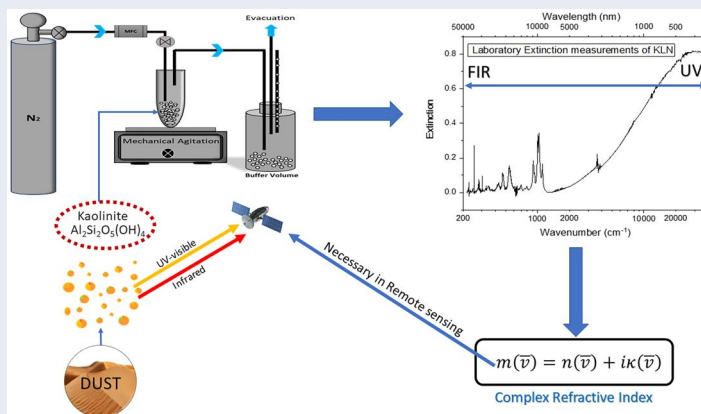 Evacuation
MFC
N₂
Mechanical Agitation
Buffer Volume
Kaolinite
Al₂Si₂O₅(OH)₄
UV-visible
Infrared
DUST
Necessary in Remote sensing
Wavelength (nm)
50000 10000 5000 1000 500
Laboratory Extinction measurements of KLN
FIR UV
Extinction
0.8
0.6
0.4
0.2
0.0
200 1000 2000 10000 20000
Wavenumber (cm⁻¹)
m(v̅) = n(v̅) + iκ(v̅)
Complex Refractive Index